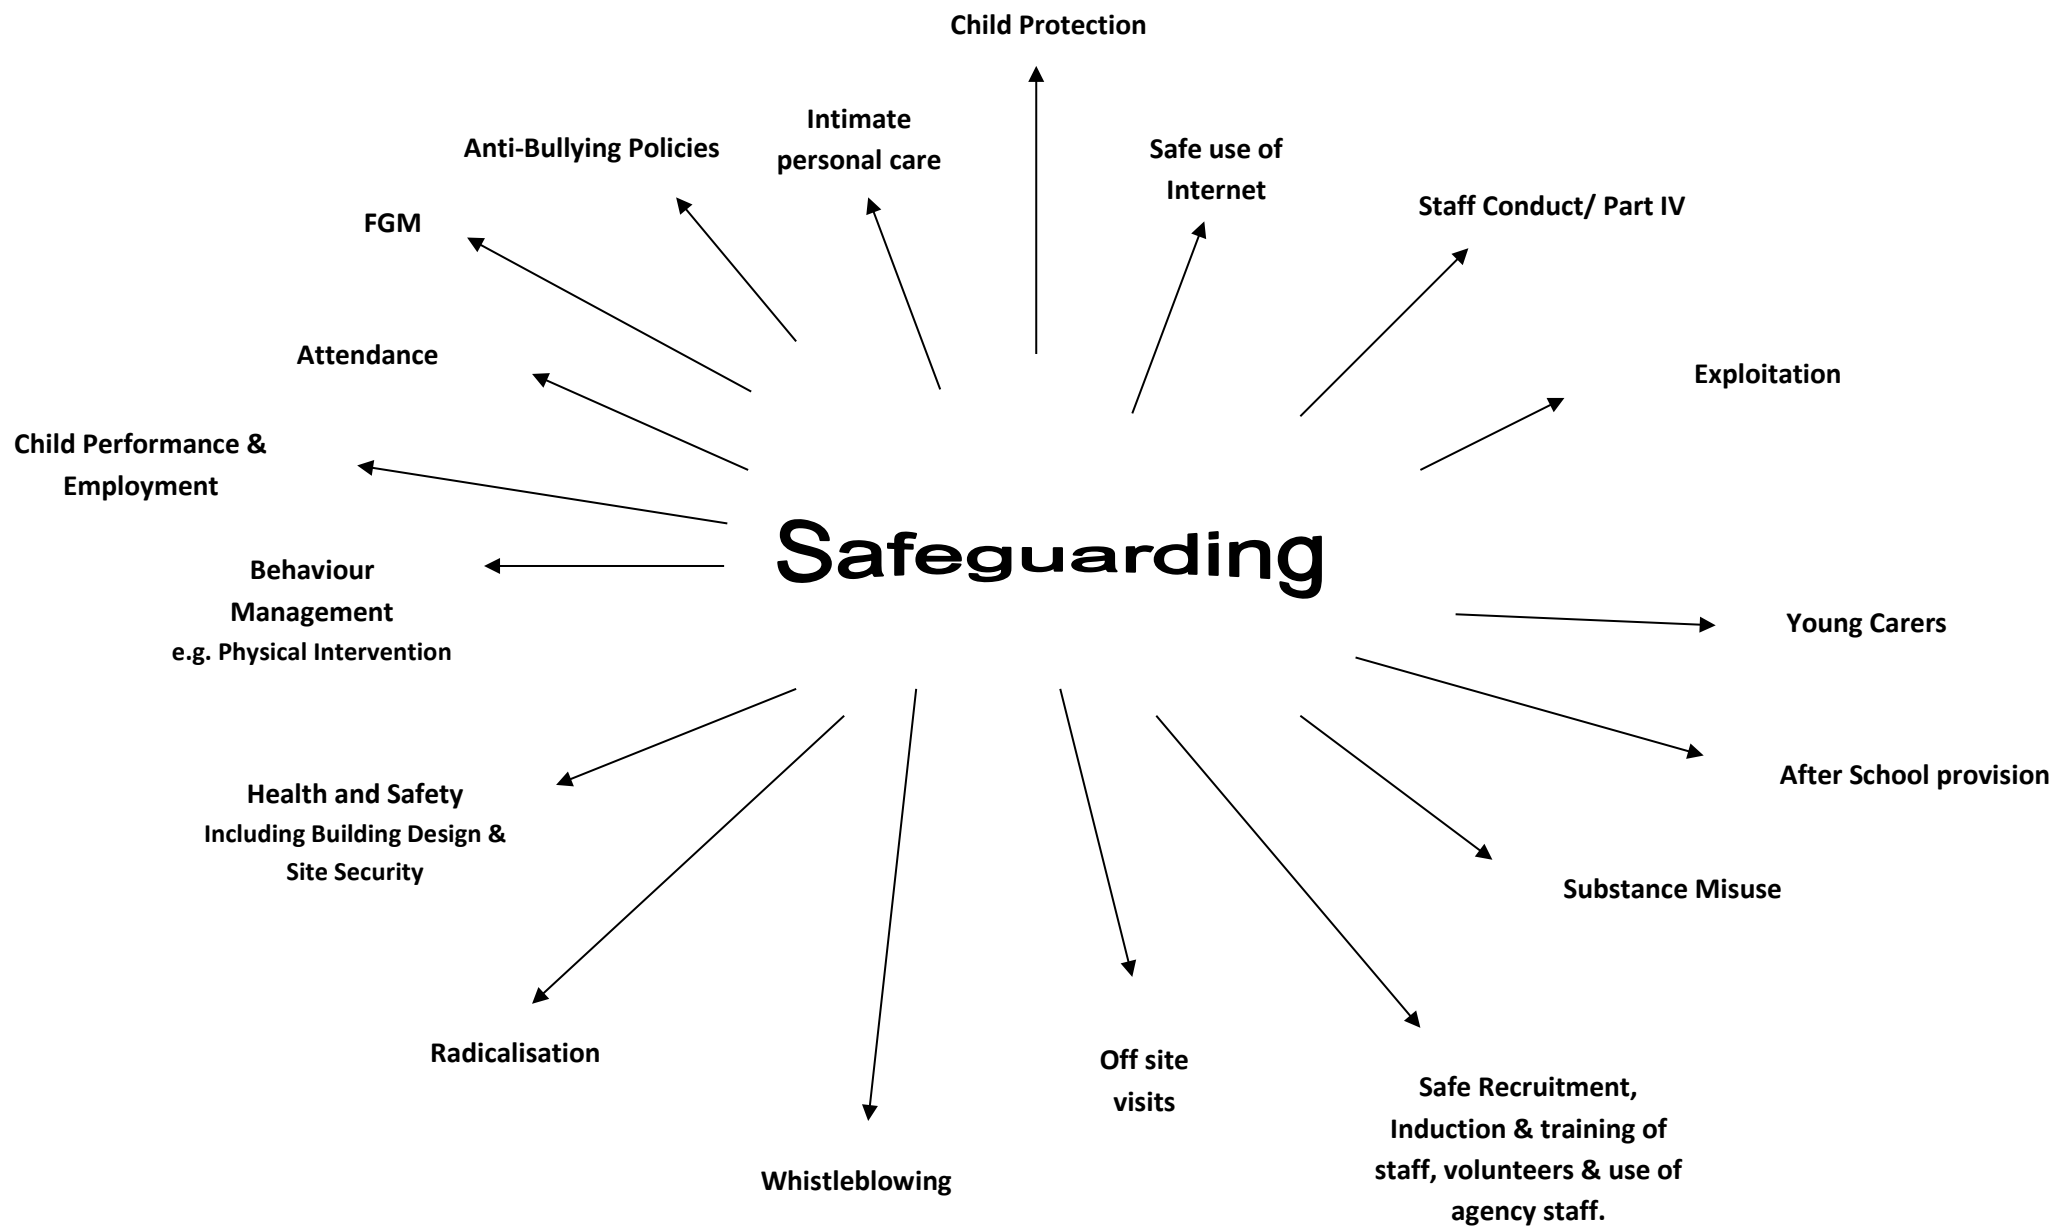 Child Protection
Intimate
personal care
Anti-Bullying Policies
Safe use of
Internet
Staff Conduct/ Part IV
FGM
Attendance
Exploitation
Child Performance &
Employment
Safeguarding
Behaviour
Management
e.g. Physical Intervention
Young Carers
After School provision
Health and Safety
Including Building Design &
Site Security
Substance Misuse
Radicalisation
Off site
visits
Safe Recruitment,
Induction & training of
staff, volunteers & use of
agency staff.
Whistleblowing